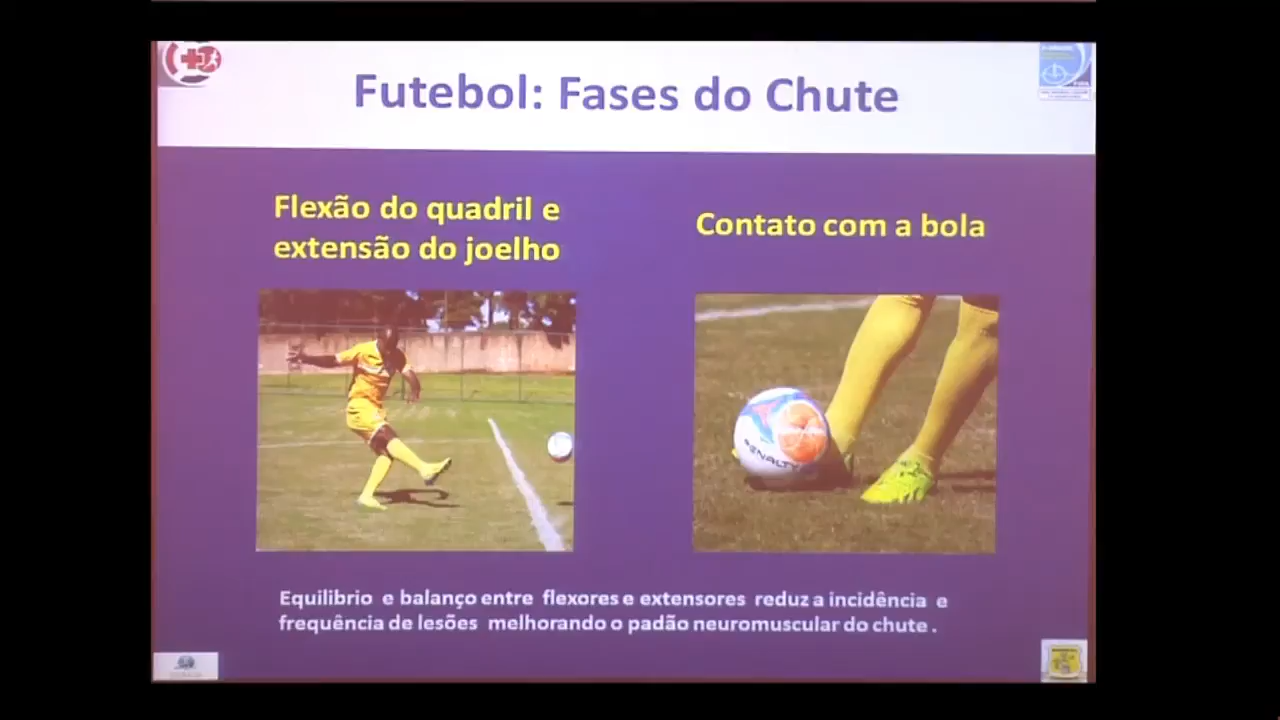 Futebol: Fases do Chute
Flexão do quadril e
extensão do joelho
Contato com a bola
PENALTY
Equilibrio e balanço entre flexores e extensores reduz a incidência e
frequência de lesões melhorando o padão neuromuscular do chute .